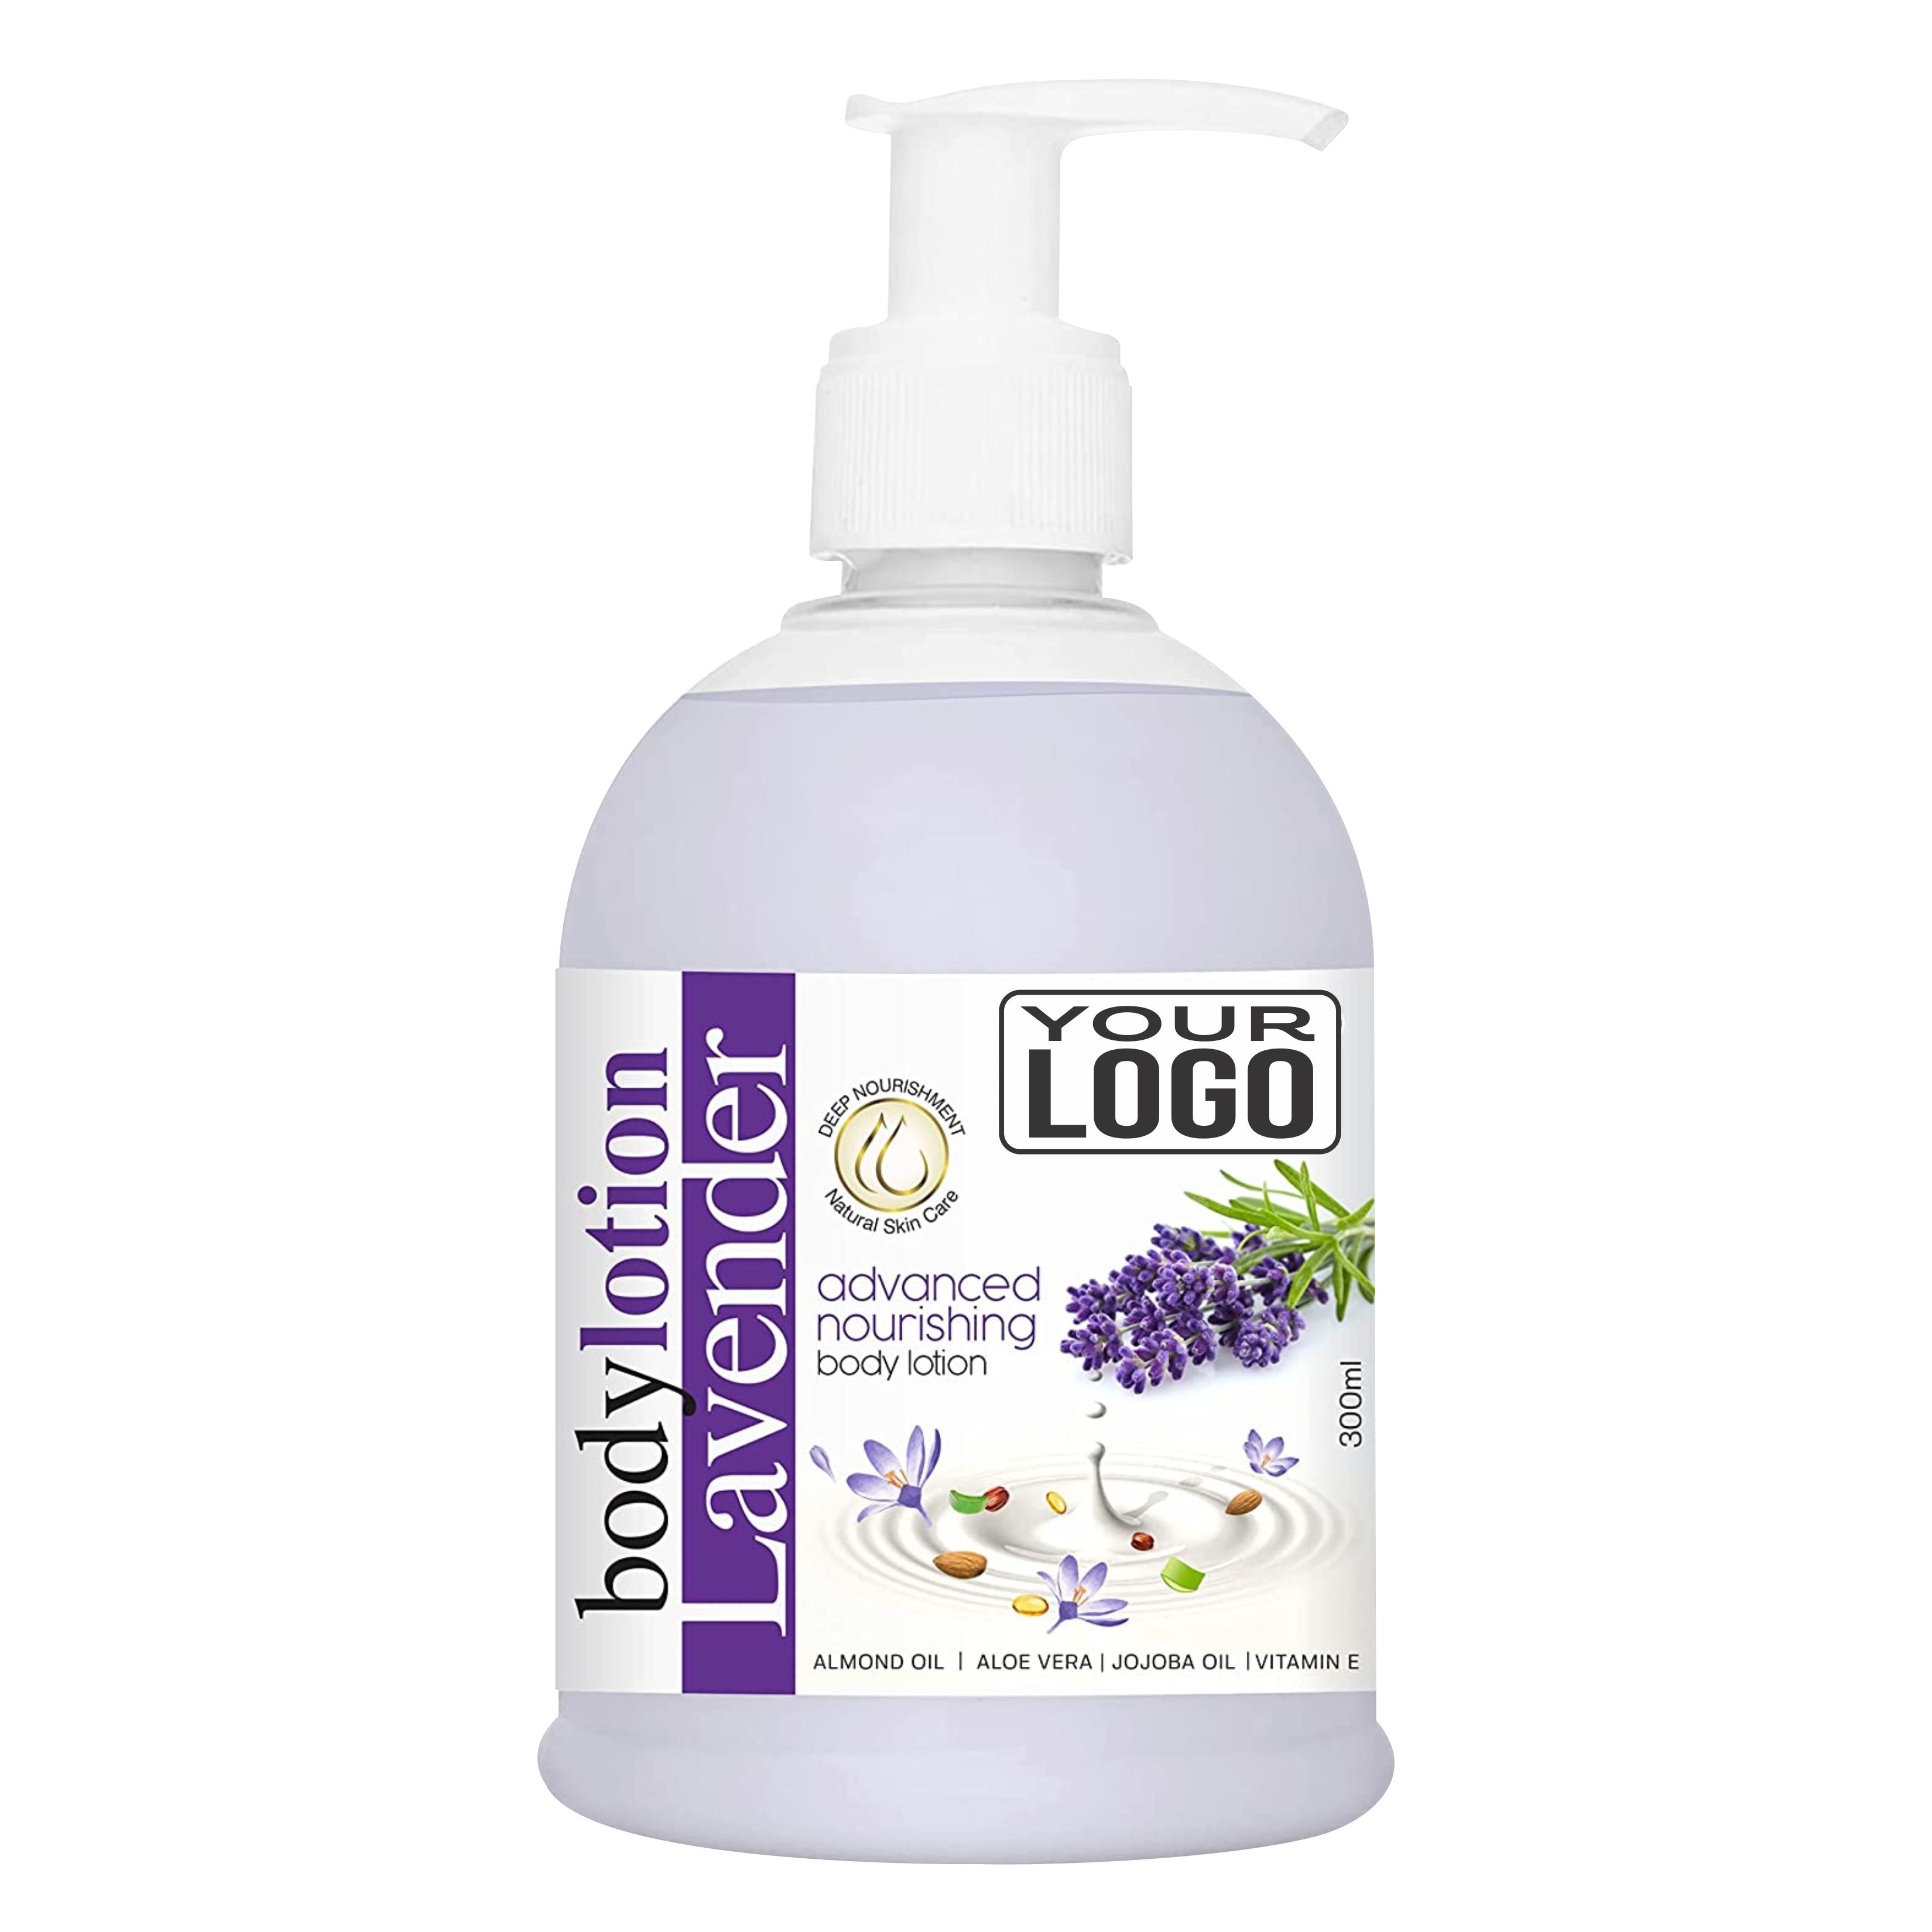 bodylotion
Lavender
YOUR
LOGO
DEEP NOURISHMENT
Natural Skin Care
advanced
nourishing
body lotion
300ml
ALMOND OIL | ALOE VERA | JOJOBA OIL | VITAMIN E